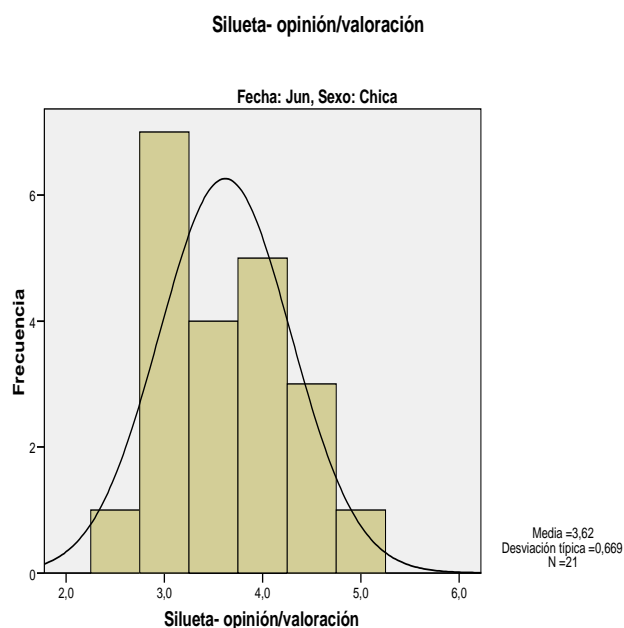 Silueta- opinión/valoración
Fecha: Jun, Sexo: Chica
Frecuencia
6
4
2
0
2,0 3,0 4,0 5,0 6,0
Silueta- opinión/valoración
Media =3,62
Desviación típica =0,669
N =21